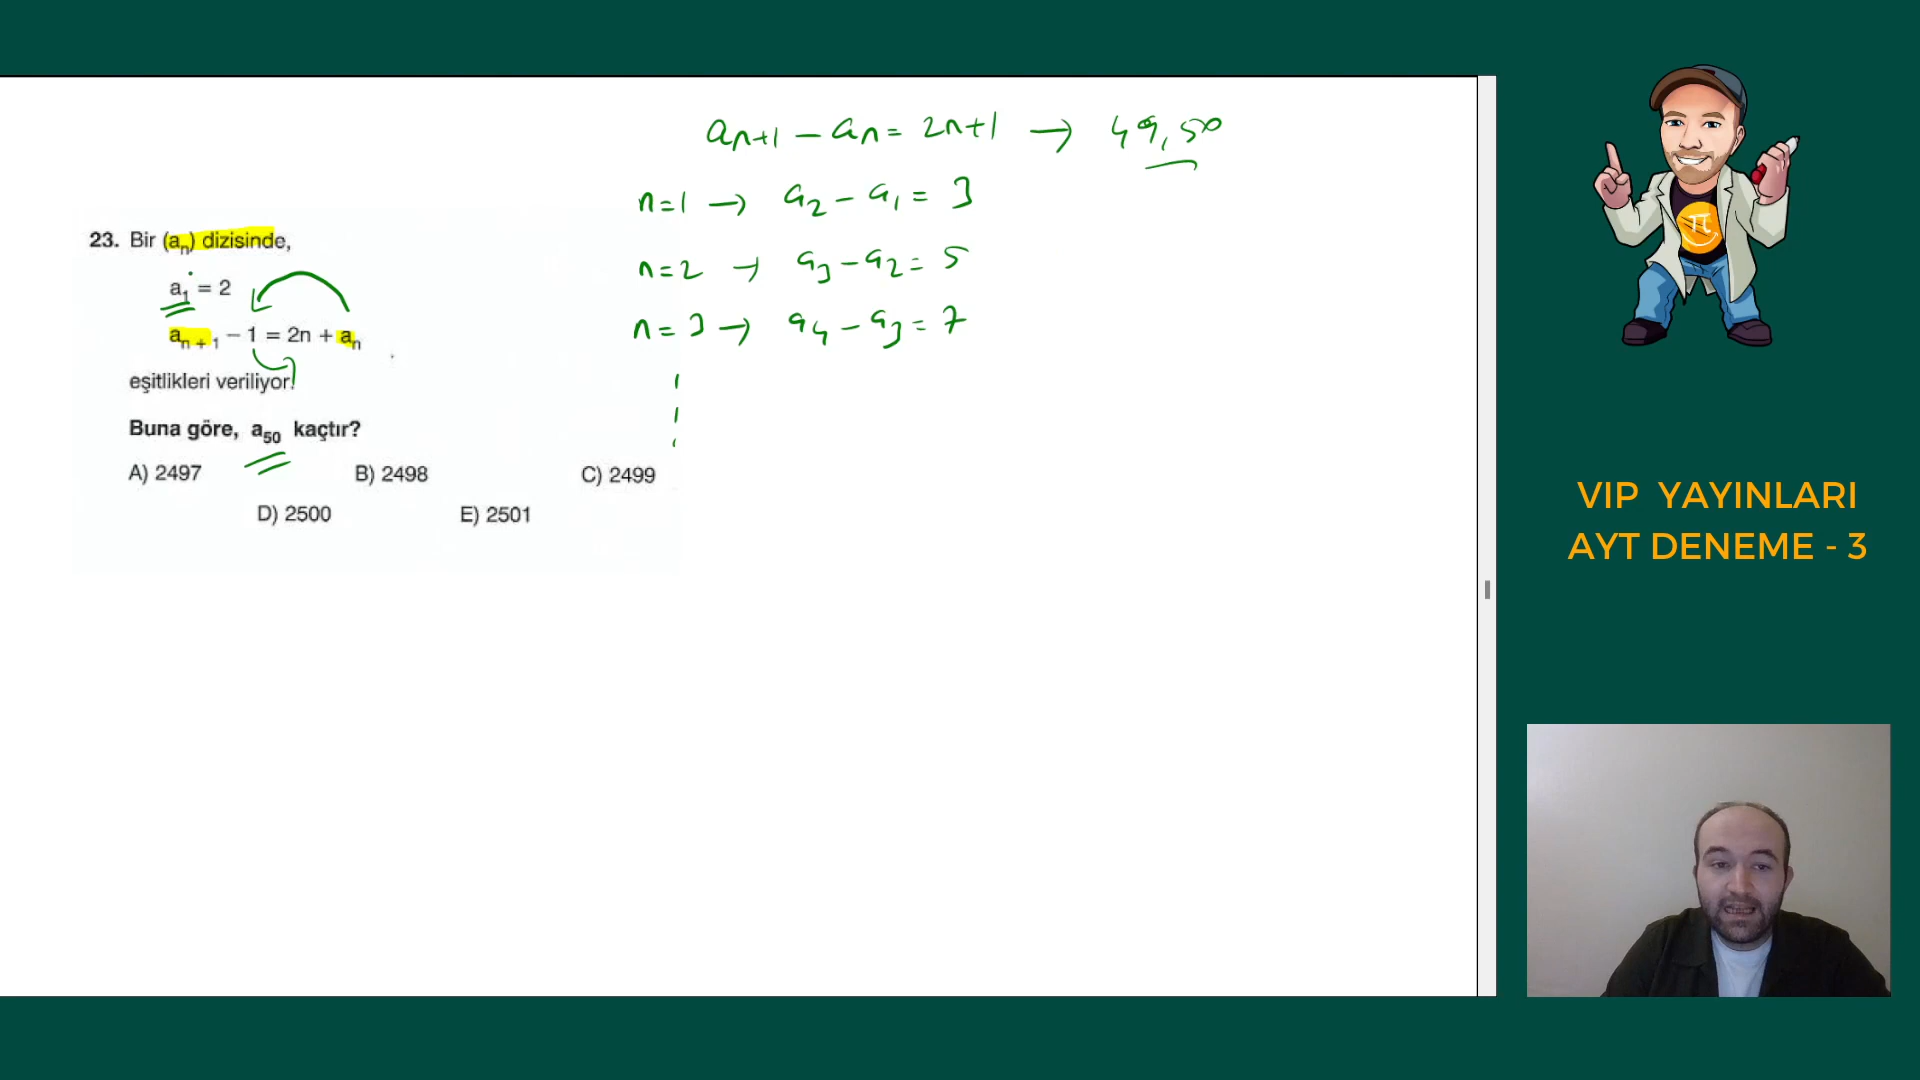 23. Bir (aₙ) dizisinde,
a₁ = 2
aₙ₊₁ − 1 = 2n + aₙ
eşitlikleri veriliyor.
Buna göre, a₅₀ kaçtır?
A) 2497 B) 2498 C) 2499
D) 2500 E) 2501
aₙ₊₁ − aₙ = 2n+1 → 49,50
n=1 → a₂ − a₁ = 3
n=2 → a₃ − a₂ = 5
n=3 → a₄ − a₃ = 7
π
VIP YAYINLARI
AYT DENEME - 3